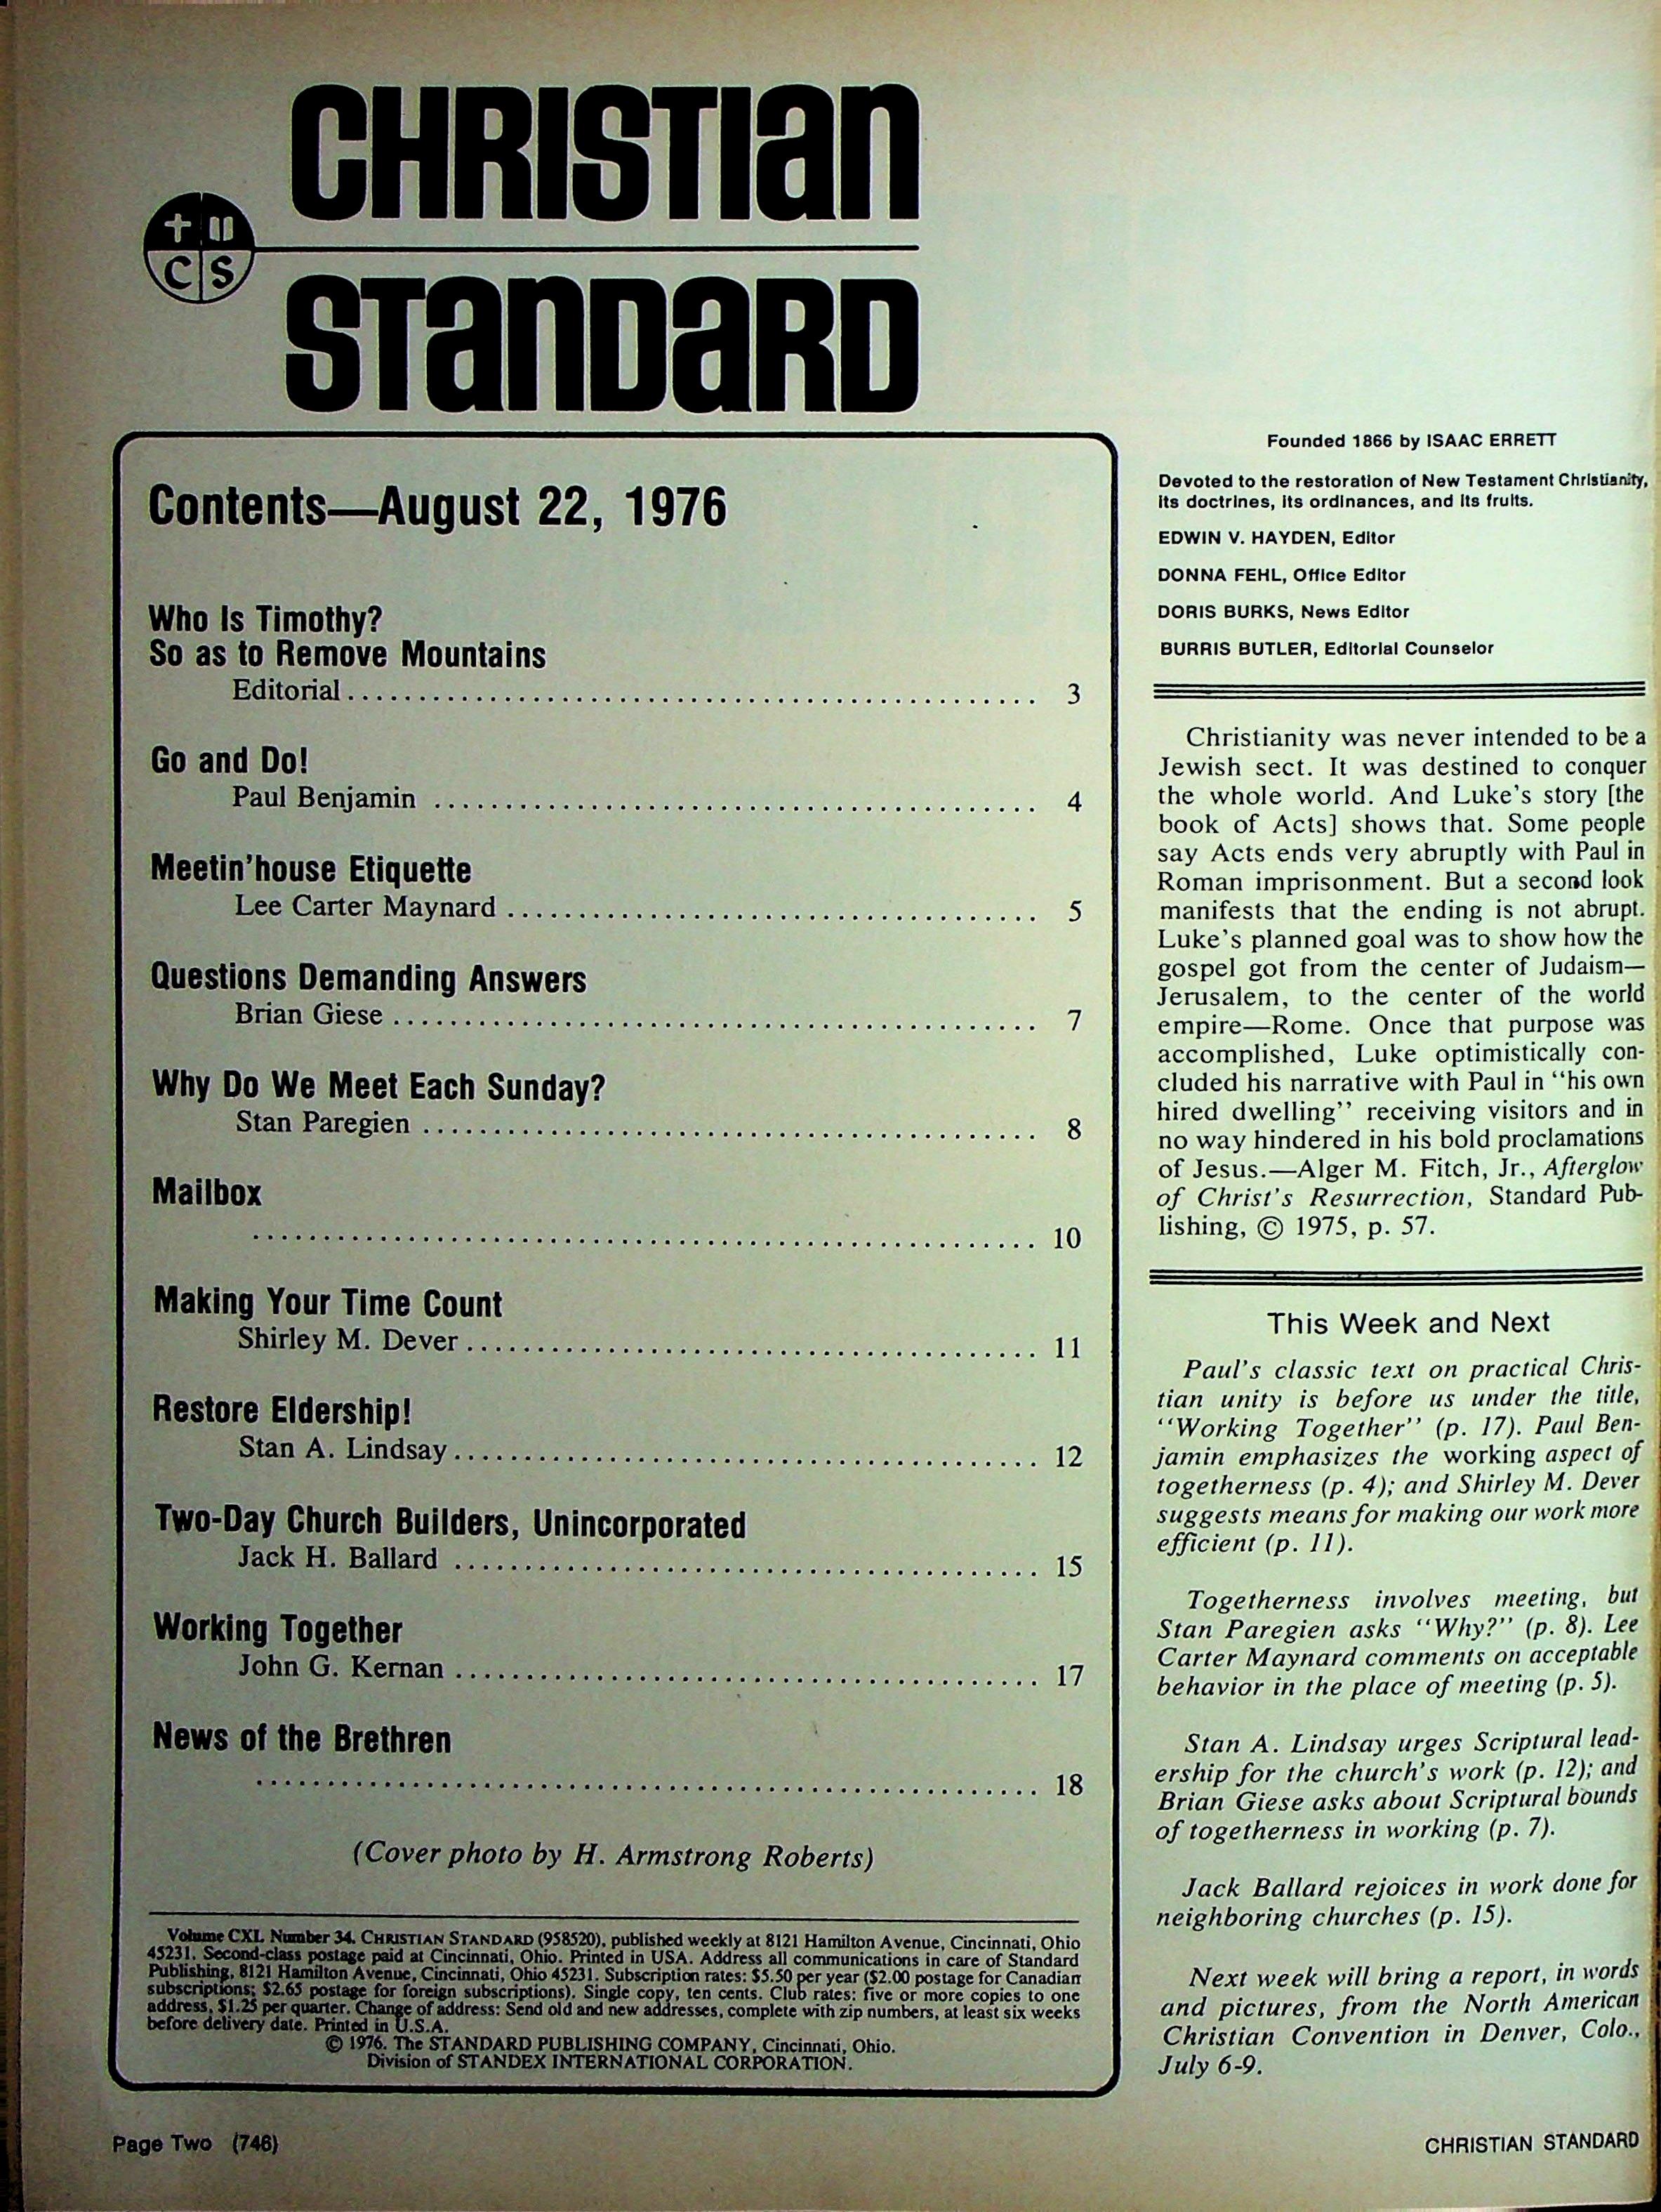 CHRISTIAN
CS
STANDARD
Contents—August 22, 1976
Who Is Timothy?
So as to Remove Mountains
Editorial .................................................. 3
Go and Do!
Paul Benjamin ........................................... 4
Meetin'house Etiquette
Lee Carter Maynard ...................................... 5
Questions Demanding Answers
Brian Giese .............................................. 7
Why Do We Meet Each Sunday?
Stan Paregien ............................................ 8
Mailbox
........................................................ 10
Making Your Time Count
Shirley M. Dever ......................................... 11
Restore Eldership!
Stan A. Lindsay .......................................... 12
Two-Day Church Builders, Unincorporated
Jack H. Ballard .......................................... 15
Working Together
John G. Kernan .......................................... 17
News of the Brethren
........................................................ 18
(Cover photo by H. Armstrong Roberts)
Volume CXL Number 34. CHRISTIAN STANDARD (958520), published weekly at 8121 Hamilton Avenue, Cincinnati, Ohio
45231. Second-class postage paid at Cincinnati, Ohio. Printed in USA. Address all communications in care of Standard
Publishing, 8121 Hamilton Avenue, Cincinnati, Ohio 45231. Subscription rates: $5.50 per year ($2.00 postage for Canadian
subscriptions; $2.65 postage for foreign subscriptions). Single copy, ten cents. Club rates: five or more copies to one
address, $1.25 per quarter. Change of address: Send old and new addresses, complete with zip numbers, at least six weeks
before delivery date. Printed in U.S.A.
© 1976. The STANDARD PUBLISHING COMPANY, Cincinnati, Ohio.
Division of STANDEX INTERNATIONAL CORPORATION.
Founded 1866 by ISAAC ERRETT
Devoted to the restoration of New Testament Christianity,
its doctrines, its ordinances, and its fruits.
EDWIN V. HAYDEN, Editor
DONNA FEHL, Office Editor
DORIS BURKS, News Editor
BURRIS BUTLER, Editorial Counselor
Christianity was never intended to be a
Jewish sect. It was destined to conquer
the whole world. And Luke's story [the
book of Acts] shows that. Some people
say Acts ends very abruptly with Paul in
Roman imprisonment. But a second look
manifests that the ending is not abrupt.
Luke's planned goal was to show how the
gospel got from the center of Judaism—
Jerusalem, to the center of the world
empire—Rome. Once that purpose was
accomplished, Luke optimistically con-
cluded his narrative with Paul in "his own
hired dwelling" receiving visitors and in
no way hindered in his bold proclamations
of Jesus.—Alger M. Fitch, Jr., Afterglow
of Christ's Resurrection, Standard Pub-
lishing, © 1975, p. 57.
This Week and Next
Paul's classic text on practical Chris-
tian unity is before us under the title,
"Working Together" (p. 17). Paul Ben-
jamin emphasizes the working aspect of
togetherness (p. 4); and Shirley M. Dever
suggests means for making our work more
efficient (p. 11).
Togetherness involves meeting, but
Stan Paregien asks "Why?" (p. 8). Lee
Carter Maynard comments on acceptable
behavior in the place of meeting (p. 5).
Stan A. Lindsay urges Scriptural lead-
ership for the church's work (p. 12); and
Brian Giese asks about Scriptural bounds
of togetherness in working (p. 7).
Jack Ballard rejoices in work done for
neighboring churches (p. 15).
Next week will bring a report, in words
and pictures, from the North American
Christian Convention in Denver, Colo.,
July 6-9.
Page Two (746)
CHRISTIAN STANDARD